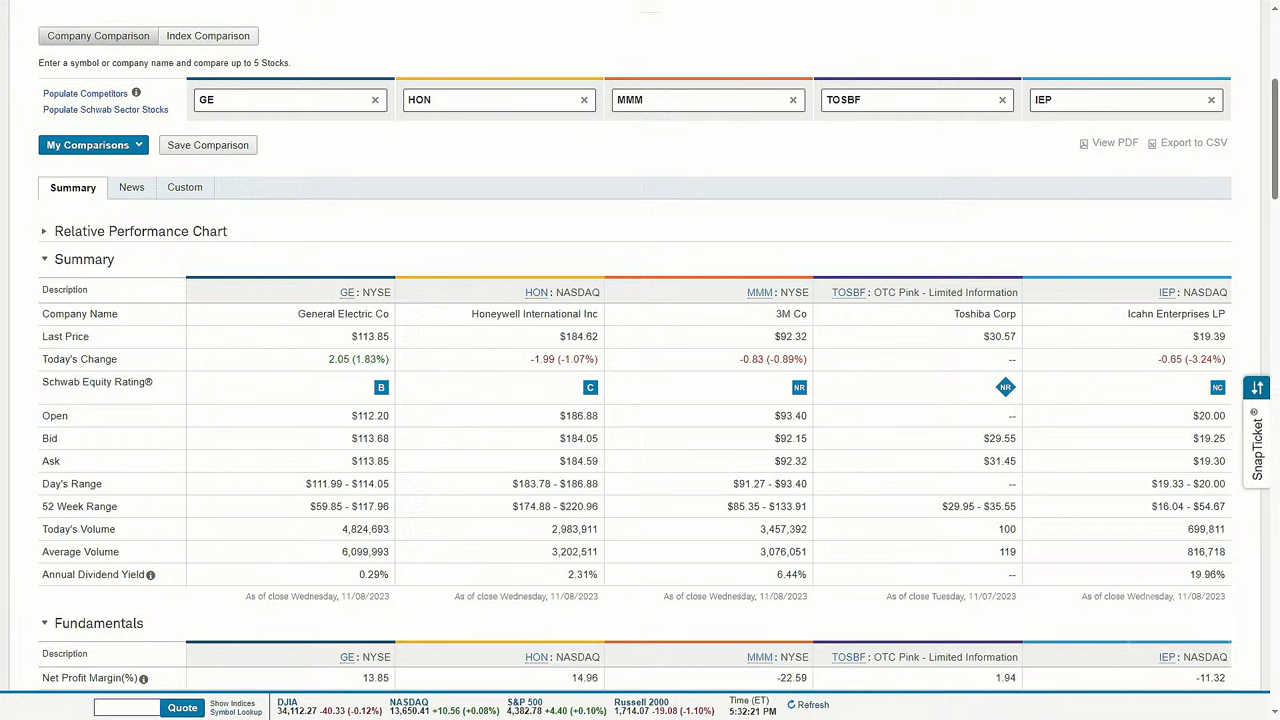 Company Comparison Index Comparison
Enter a symbol or company name and compare up to 5 Stocks.
Populate Competitors
Populate Schwab Sector Stocks
GE × HON × MMM × TOSBF × IEP ×
My Comparisons Save Comparison View PDF Export to CSV
Summary News Custom
Relative Performance Chart
Summary
Description GE : NYSE HON : NASDAQ MMM : NYSE TOSBF : OTC Pink - Limited Information IEP : NASDAQ
Company Name General Electric Co Honeywell International Inc 3M Co Toshiba Corp Icahn Enterprises LP
Last Price $113.85 $184.62 $92.32 $30.57 $19.39
Today's Change 2.05 (1.83%) -1.99 (-1.07%) -0.83 (-0.89%) -- -0.65 (-3.24%)
Schwab Equity Rating® B C NR NR NC
Open $112.20 $186.88 $93.40 -- $20.00
Bid $113.68 $184.05 $92.15 $29.55 $19.25
Ask $113.85 $184.59 $92.32 $31.45 $19.30
Day's Range $111.99 - $114.05 $183.78 - $186.88 $91.27 - $93.40 -- $19.33 - $20.00
52 Week Range $59.85 - $117.96 $174.88 - $220.96 $85.35 - $133.91 $29.95 - $35.55 $16.04 - $54.67
Today's Volume 4,824,693 2,983,911 3,457,392 100 699,811
Average Volume 6,099,993 3,202,511 3,076,051 119 816,718
Annual Dividend Yield 0.29% 2.31% 6.44% -- 19.96%
As of close Wednesday, 11/08/2023 As of close Wednesday, 11/08/2023 As of close Wednesday, 11/08/2023 As of close Tuesday, 11/07/2023 As of close Wednesday, 11/08/2023
Fundamentals
Description GE : NYSE HON : NASDAQ MMM : NYSE TOSBF : OTC Pink - Limited Information IEP : NASDAQ
Net Profit Margin(%) 13.85 14.96 -22.59 1.94 -11.32
SnapTicket®
Quote Show Indices
Symbol Lookup
DJIA
34,112.27 -40.33 (-0.12%)
NASDAQ
13,650.41 +10.56 (+0.08%)
S&P 500
4,382.78 +4.40 (+0.10%)
Russell 2000
1,714.07 -19.08 (-1.10%)
Time (ET)
5:32:21 PM
Refresh